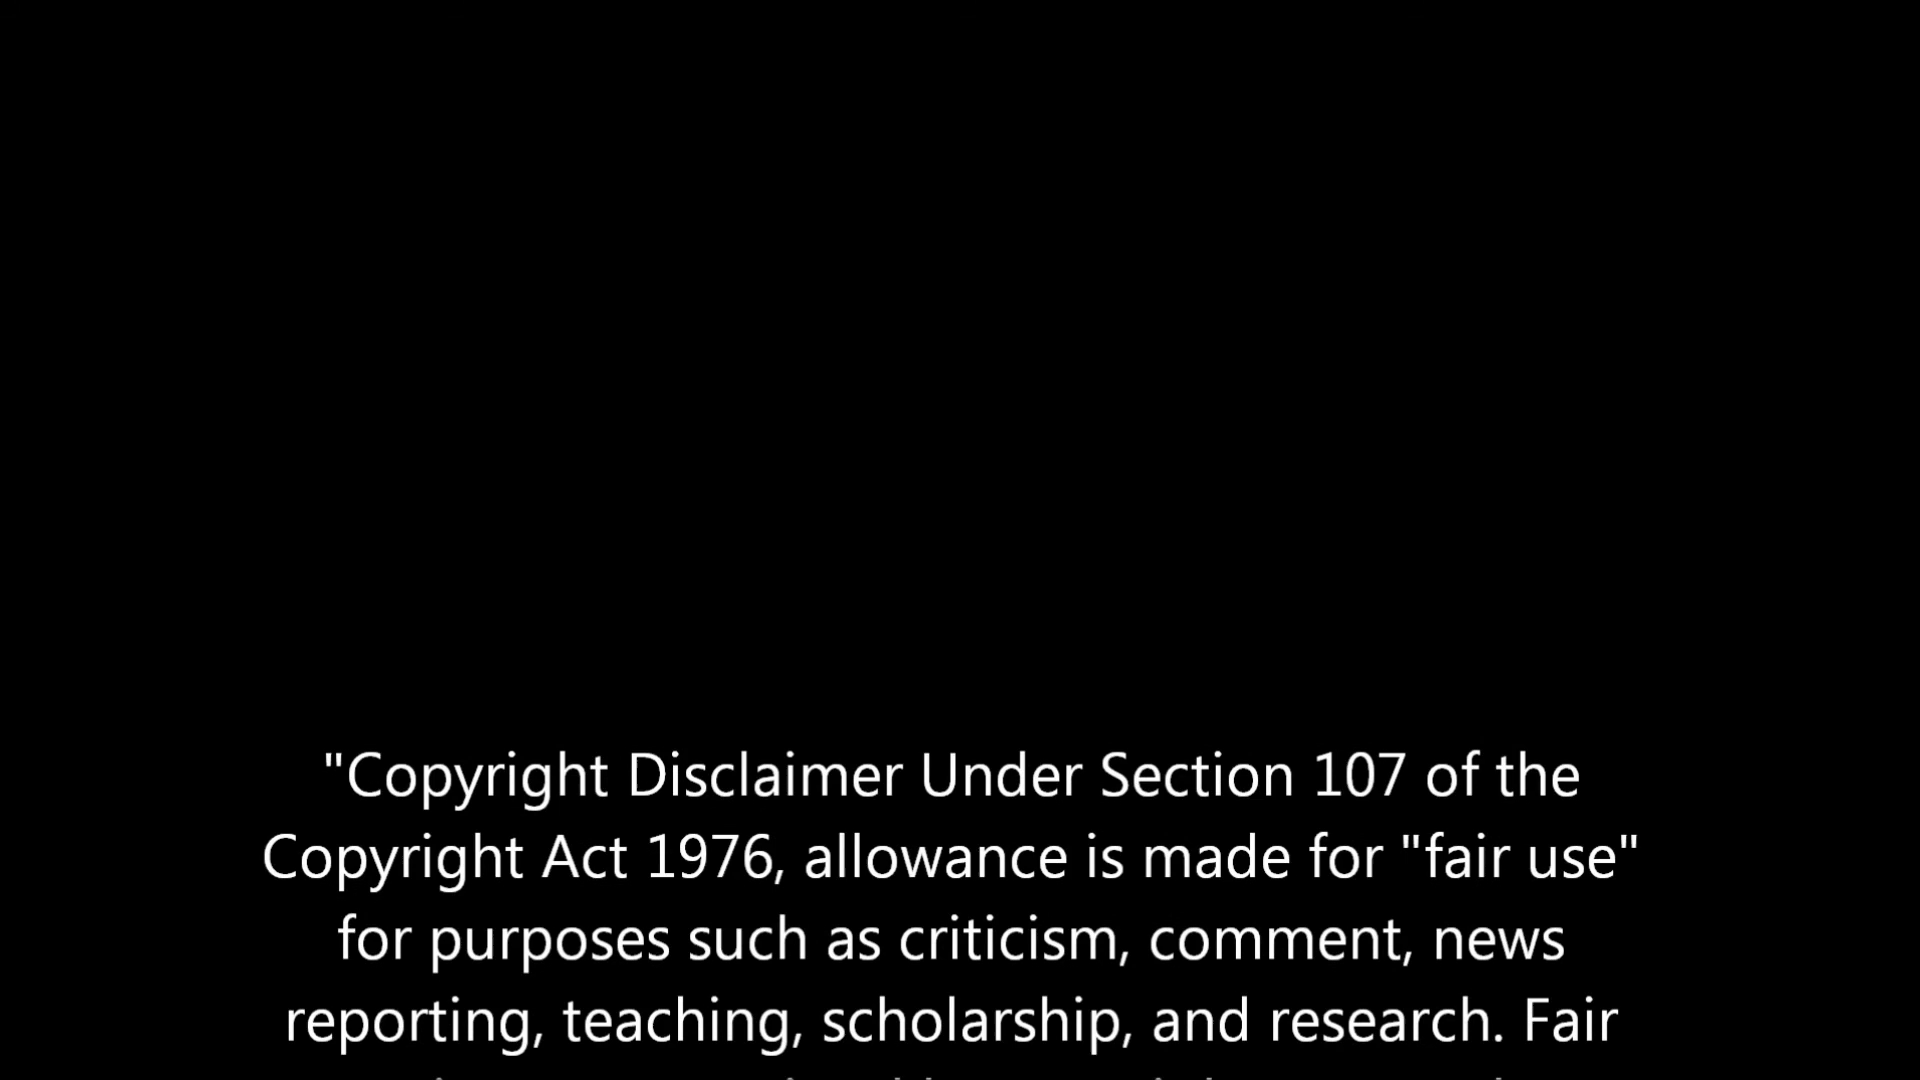 "Copyright Disclaimer Under Section 107 of the
Copyright Act 1976, allowance is made for "fair use"
for purposes such as criticism, comment, news
reporting, teaching, scholarship, and research. Fair